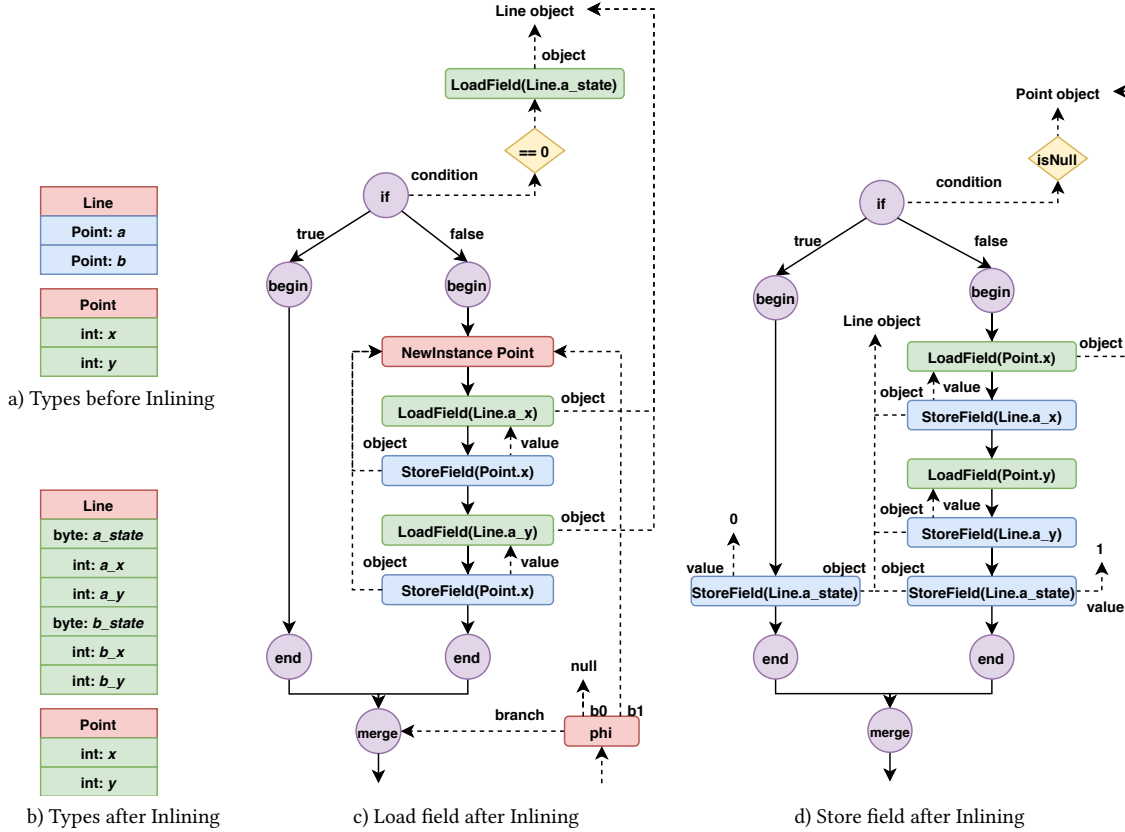 Line
Point: a
Point: b
Point
int: x
int: y
a) Types before Inlining
Line
byte: a_state
int: a_x
int: a_y
byte: b_state
int: b_x
int: b_y
Point
int: x
int: y
b) Types after Inlining
Line object
object
LoadField(Line.a_state)
== 0
condition
if
true
false
begin
begin
NewInstance Point
LoadField(Line.a_x)
object
object
value
StoreField(Point.x)
LoadField(Line.a_y)
object
object
value
StoreField(Point.x)
end
end
null
branch
b0
b1
merge
phi
c) Load field after Inlining
Point object
isNull
condition
if
true
false
begin
begin
Line object
LoadField(Point.x)
object
object
value
StoreField(Line.a_x)
LoadField(Point.y)
object
value
StoreField(Line.a_y)
0
1
value
object
object
StoreField(Line.a_state)
StoreField(Line.a_state)
value
end
end
merge
d) Store field after Inlining